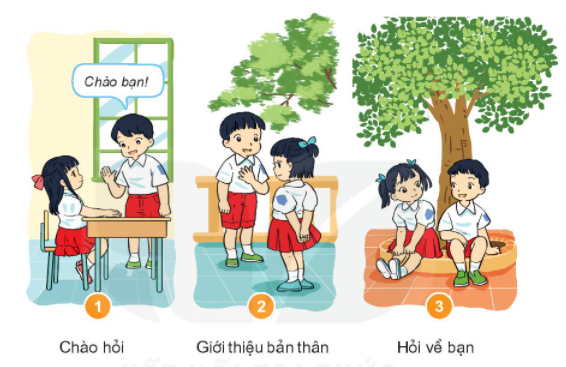 Chào bạn!
1
2
3
Chào hỏi
Giới thiệu bản thân
Hỏi về bạn